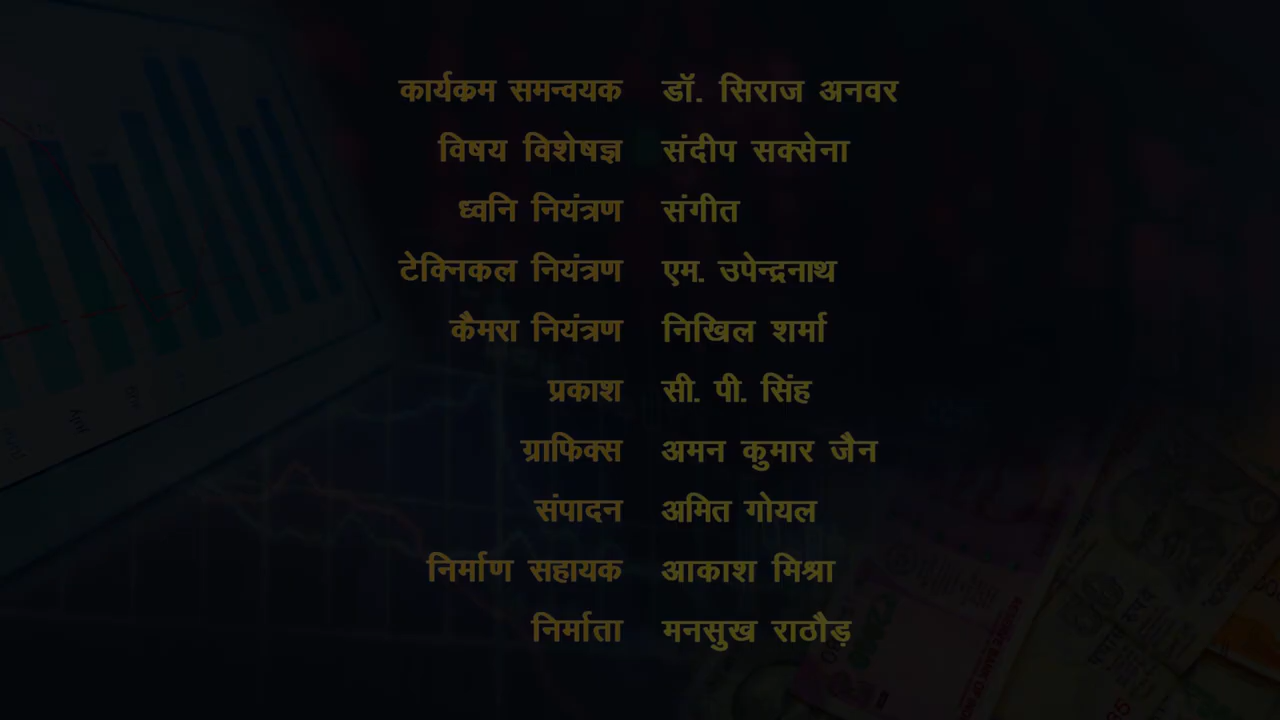 कार्यक्रम समन्वयक डॉ. सिराज अनवर
विषय विशेषज्ञ संदीप सक्सेना
ध्वनि नियंत्रण संगीत
टेक्निकल नियंत्रण एम. उपेन्द्रनाथ
कैमरा नियंत्रण निखिल शर्मा
प्रकाश सी. पी. सिंह
ग्राफिक्स अमन कुमार जैन
संपादन अमित गोयल
निर्माण सहायक आकाश मिश्रा
निर्माता मनसुख राठौड़